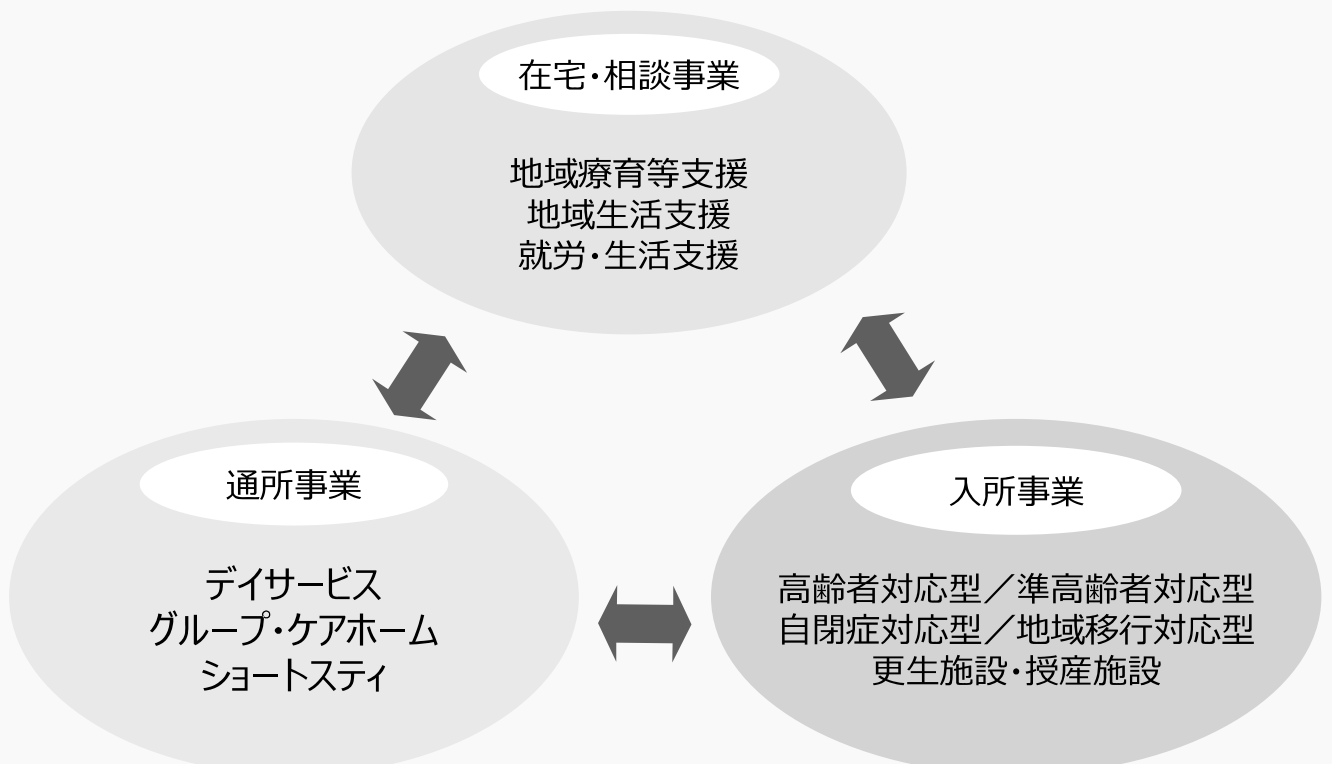 在宅・相談事業
地域療育等支援
地域生活支援
就労・生活支援
通所事業
デイサービス
グループ・ケアホーム
ショートスティ
入所事業
高齢者対応型／準高齢者対応型
自閉症対応型／地域移行対応型
更生施設・授産施設